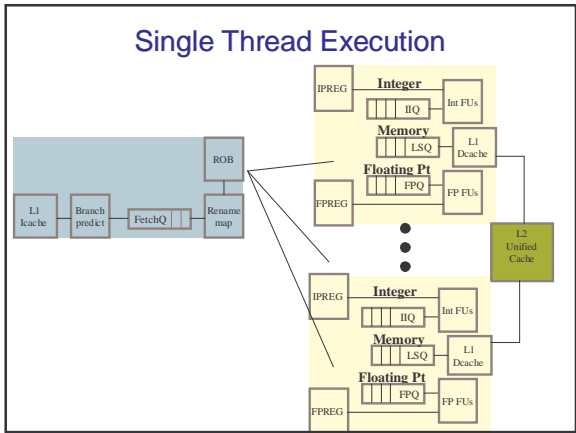 Single Thread Execution
ROB
L1
Icache
Branch
predict
FetchQ
Rename
map
IPREG
Integer
IIQ
Int FUs
Memory
LSQ
L1
Dcache
Floating Pt
FPQ
FPREG
FP FUs
L2
Unified
Cache
IPREG
Integer
IIQ
Int FUs
Memory
LSQ
L1
Dcache
Floating Pt
FPQ
FPREG
FP FUs